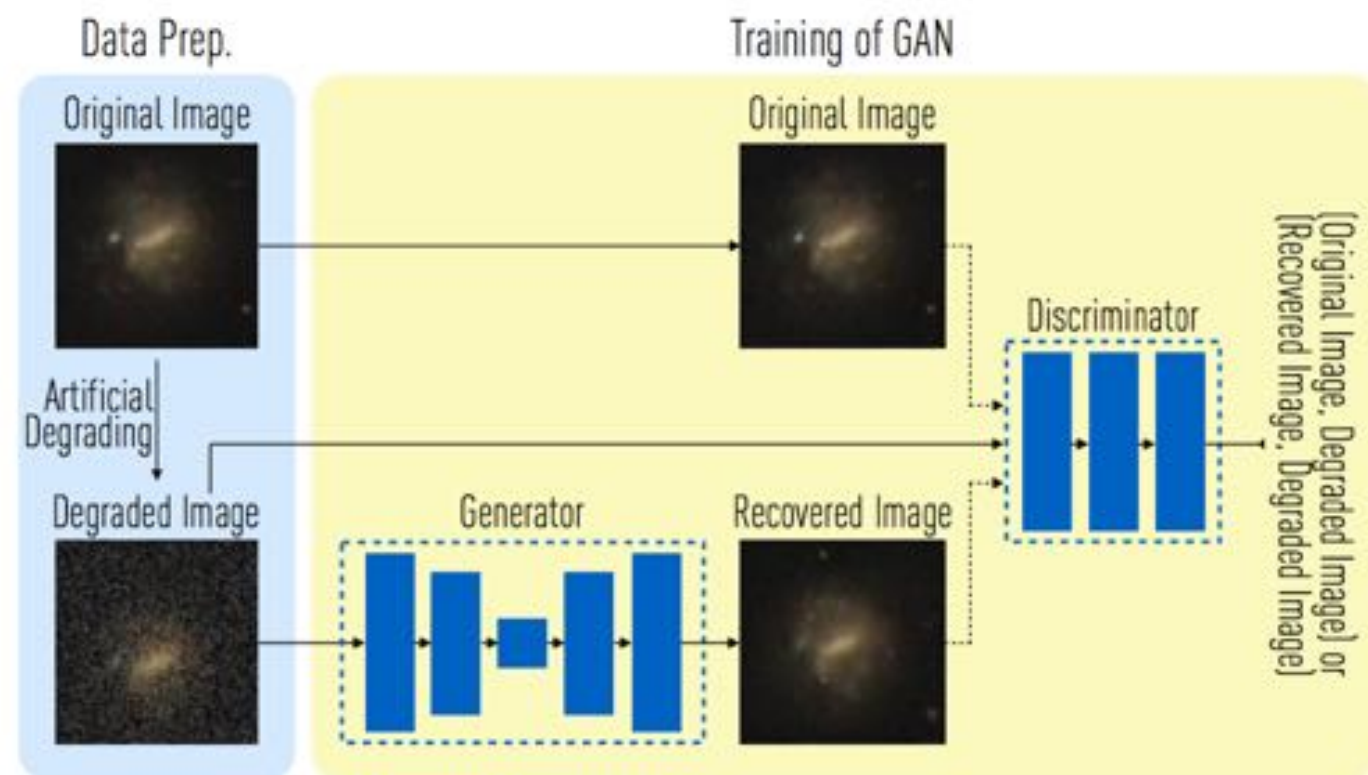 Data Prep.
Training of GAN
Original Image
Original Image
Artificial
Degrading
Discriminator
Degraded Image
Generator
Recovered Image
(Original Image, Degraded Image) or
(Recovered Image, Degraded Image)